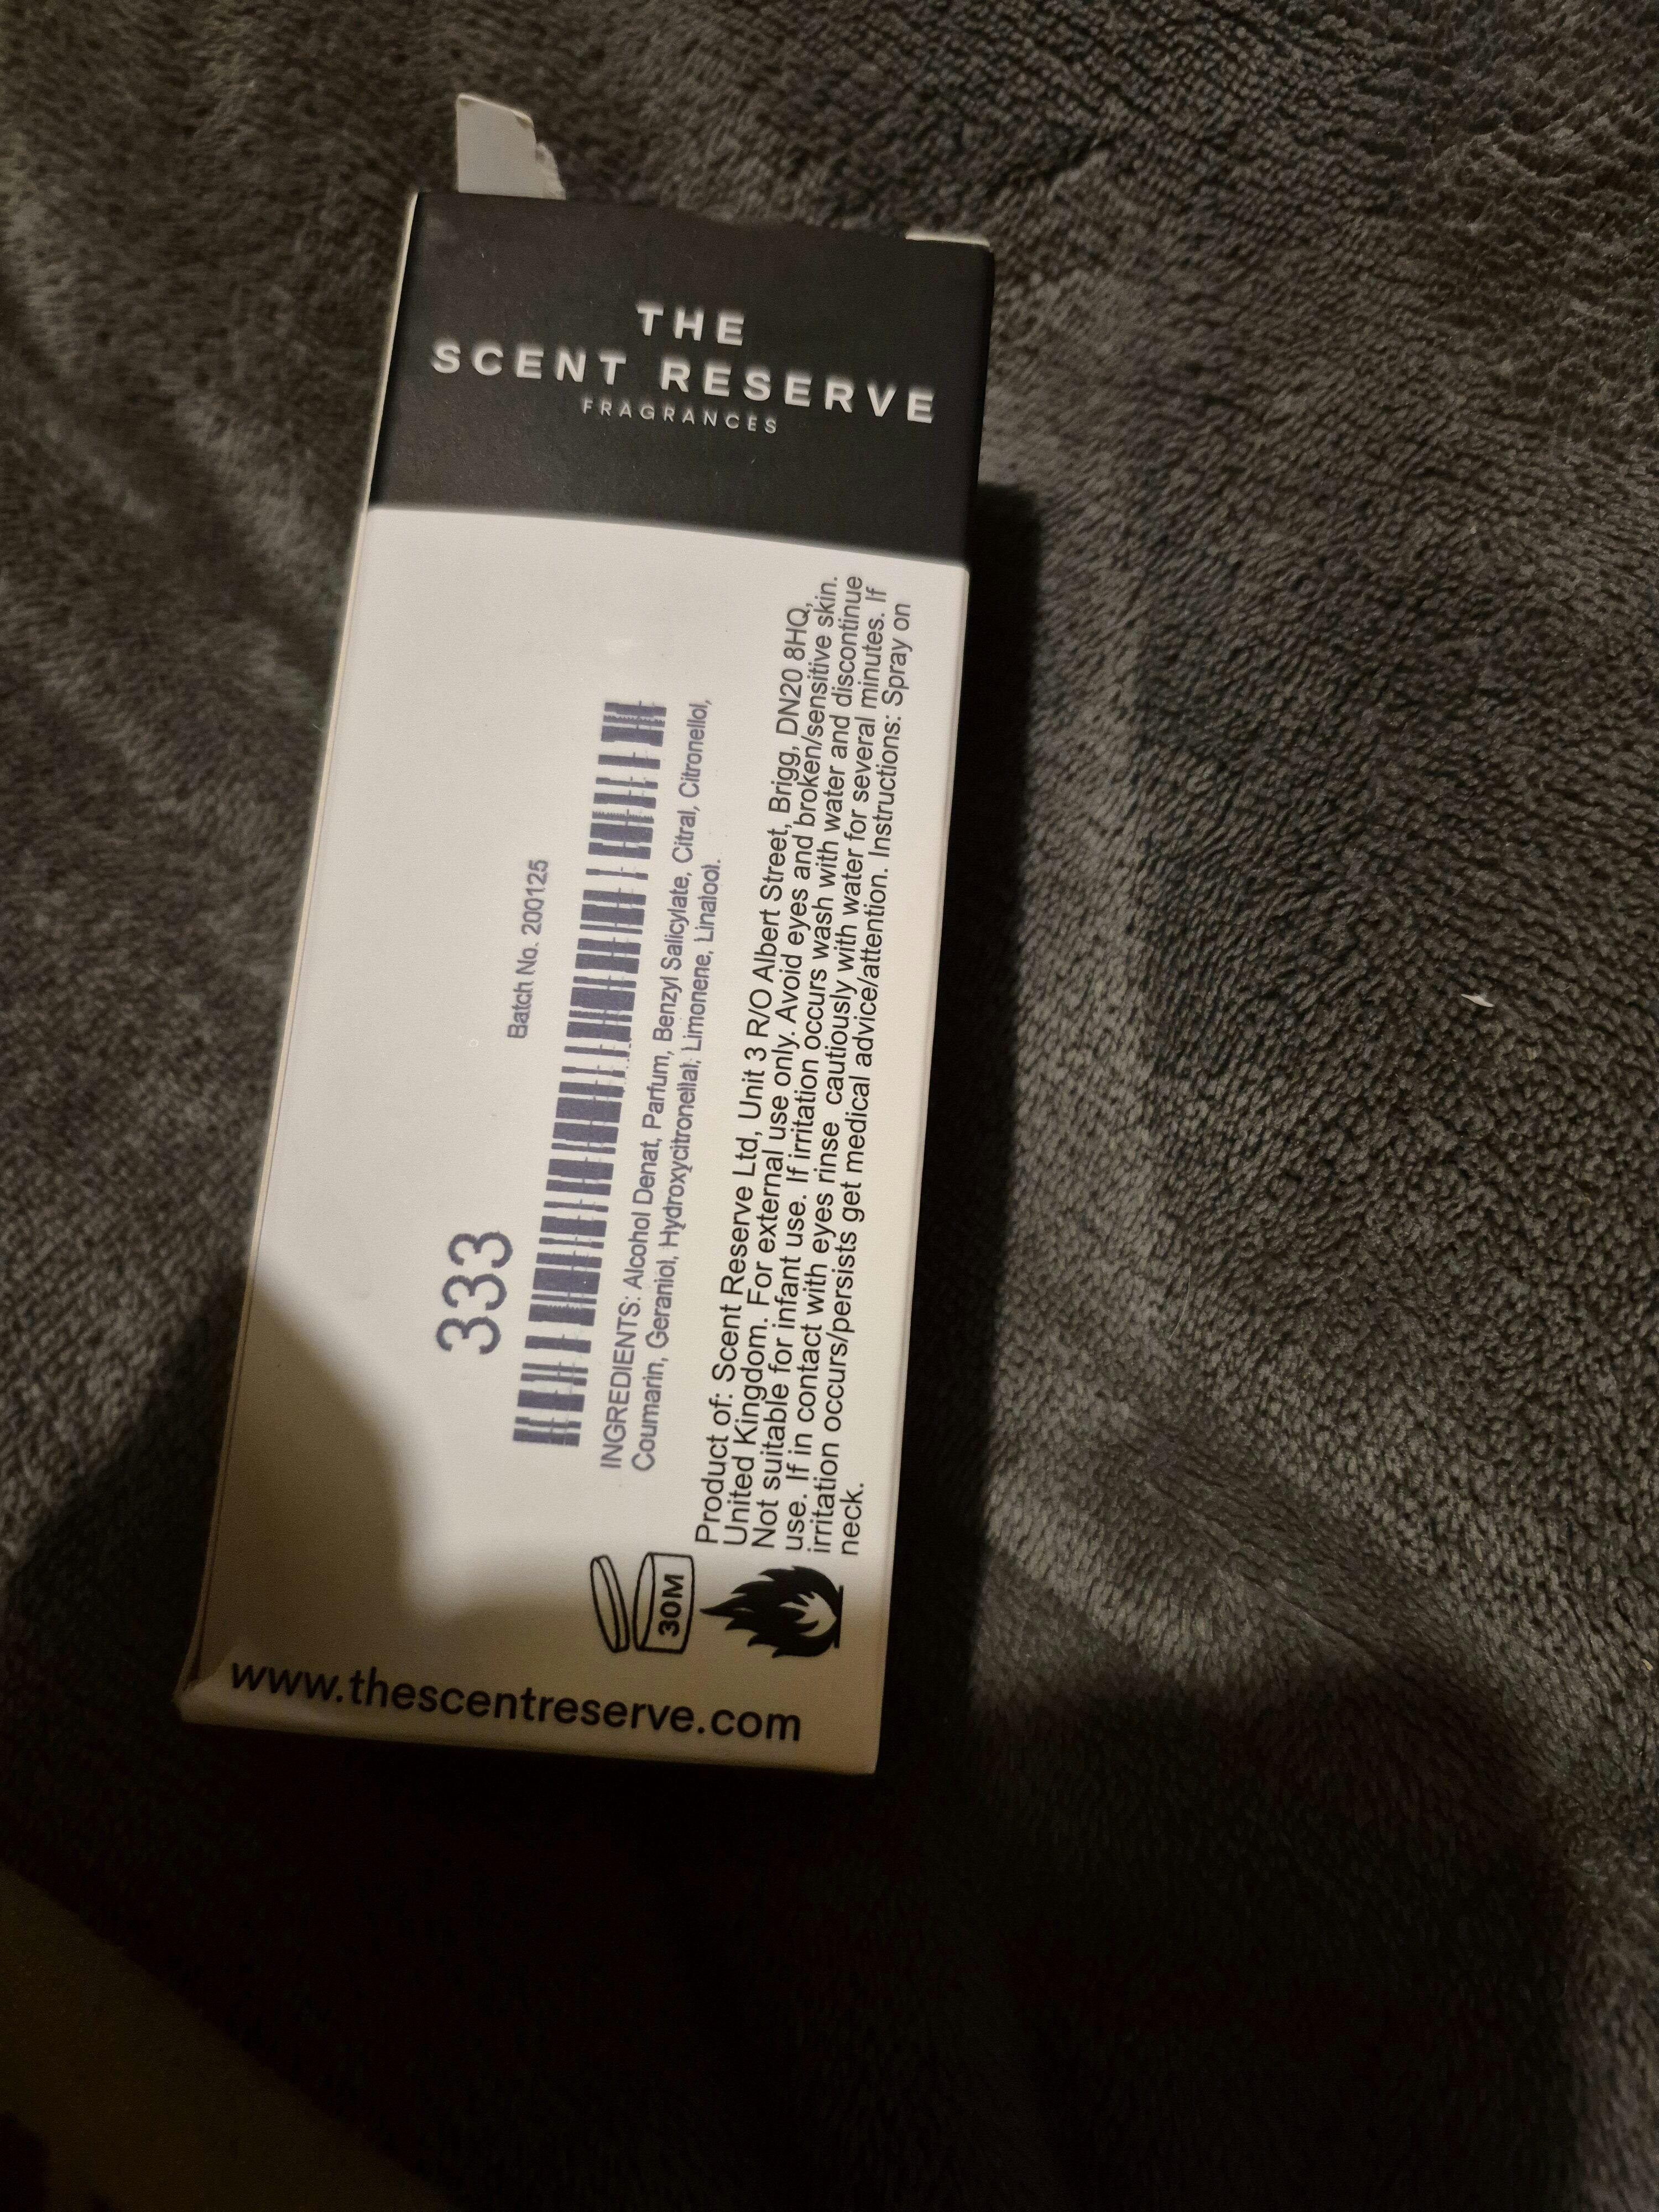 THE
SCENT RESERVE
FRAGRANCES
333
Batch No. 200125
INGREDIENTS: Alcohol Denat, Parfum, Benzyl Salicylate, Citral, Citronellol,
Coumarin, Geraniol, Hydroxycitronellal, Limonene, Linalool.
Product of: Scent Reserve Ltd, Unit 3 R/O Albert Street, Brigg, DN20 8HQ,
United Kingdom. For external use only. Avoid eyes and broken/sensitive skin.
Not suitable for infant use. If irritation occurs wash with water and discontinue
use. If in contact with eyes rinse cautiously with water for several minutes. If
irritation occurs/persists get medical advice/attention. Instructions: Spray on
neck.
30M
www.thescentreserve.com